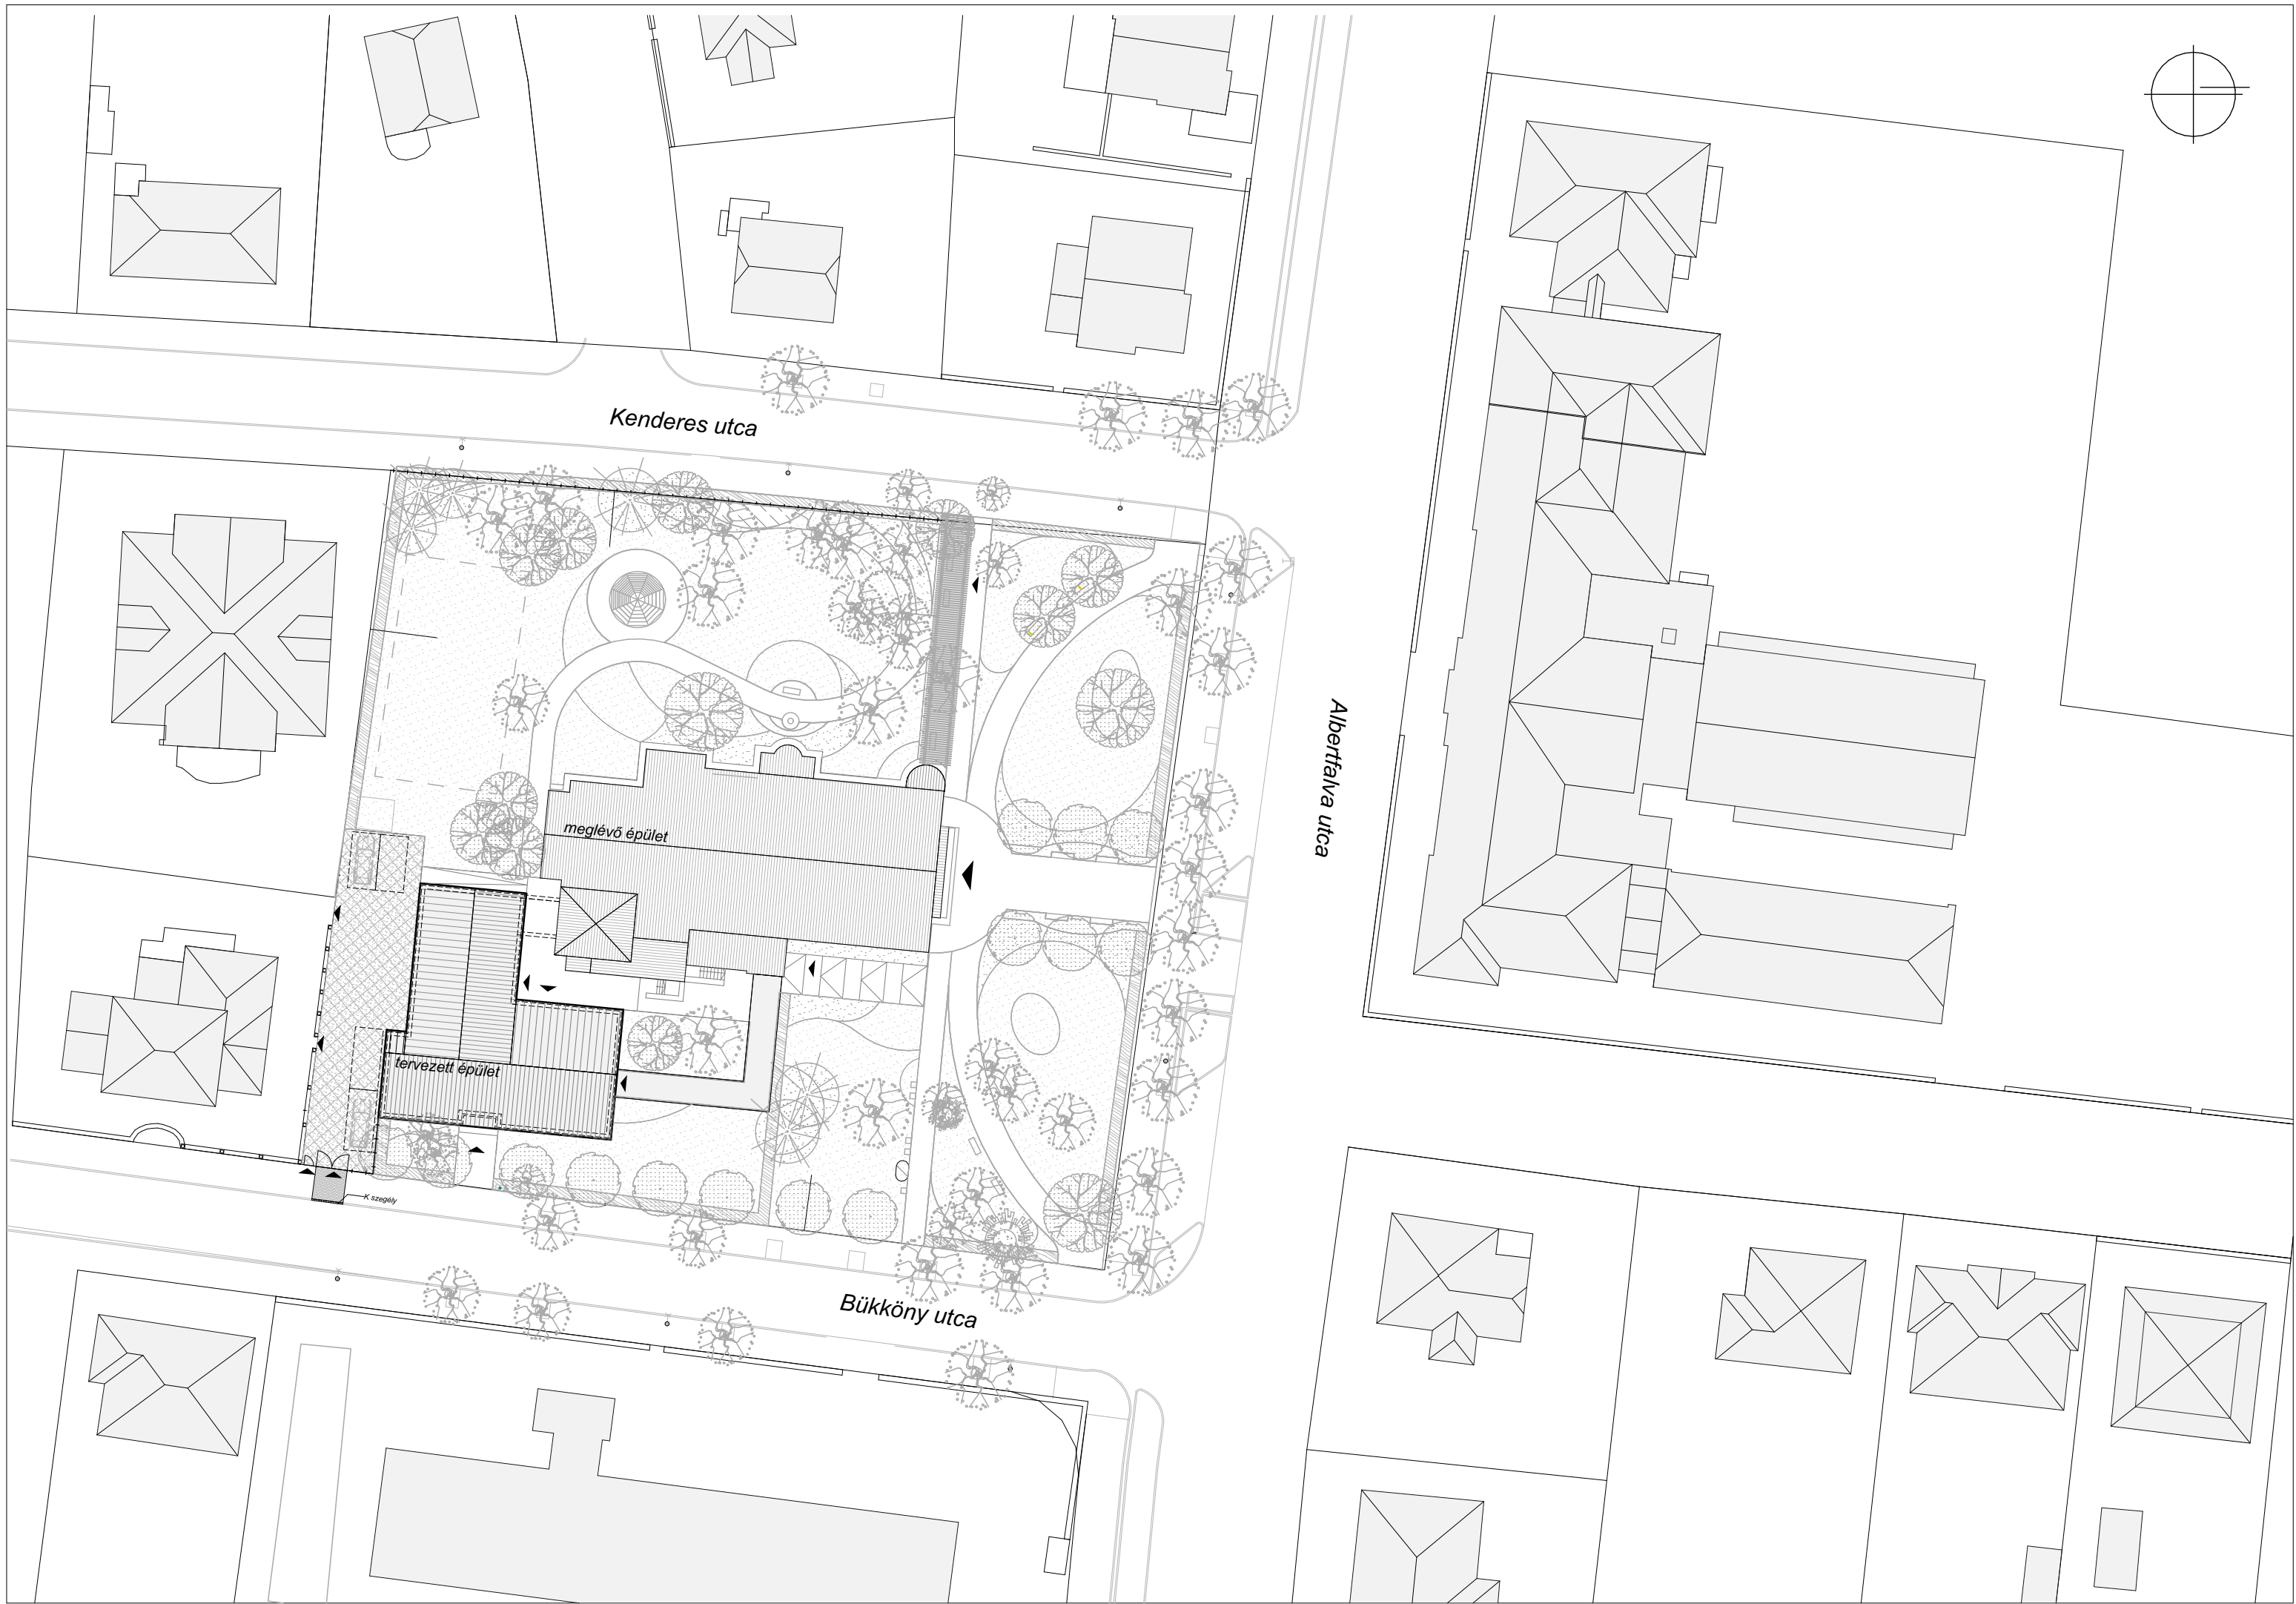 Kenderes utca
Albertfalva utca
meglévő épület
tervezett épület
K szegély
Bükköny utca